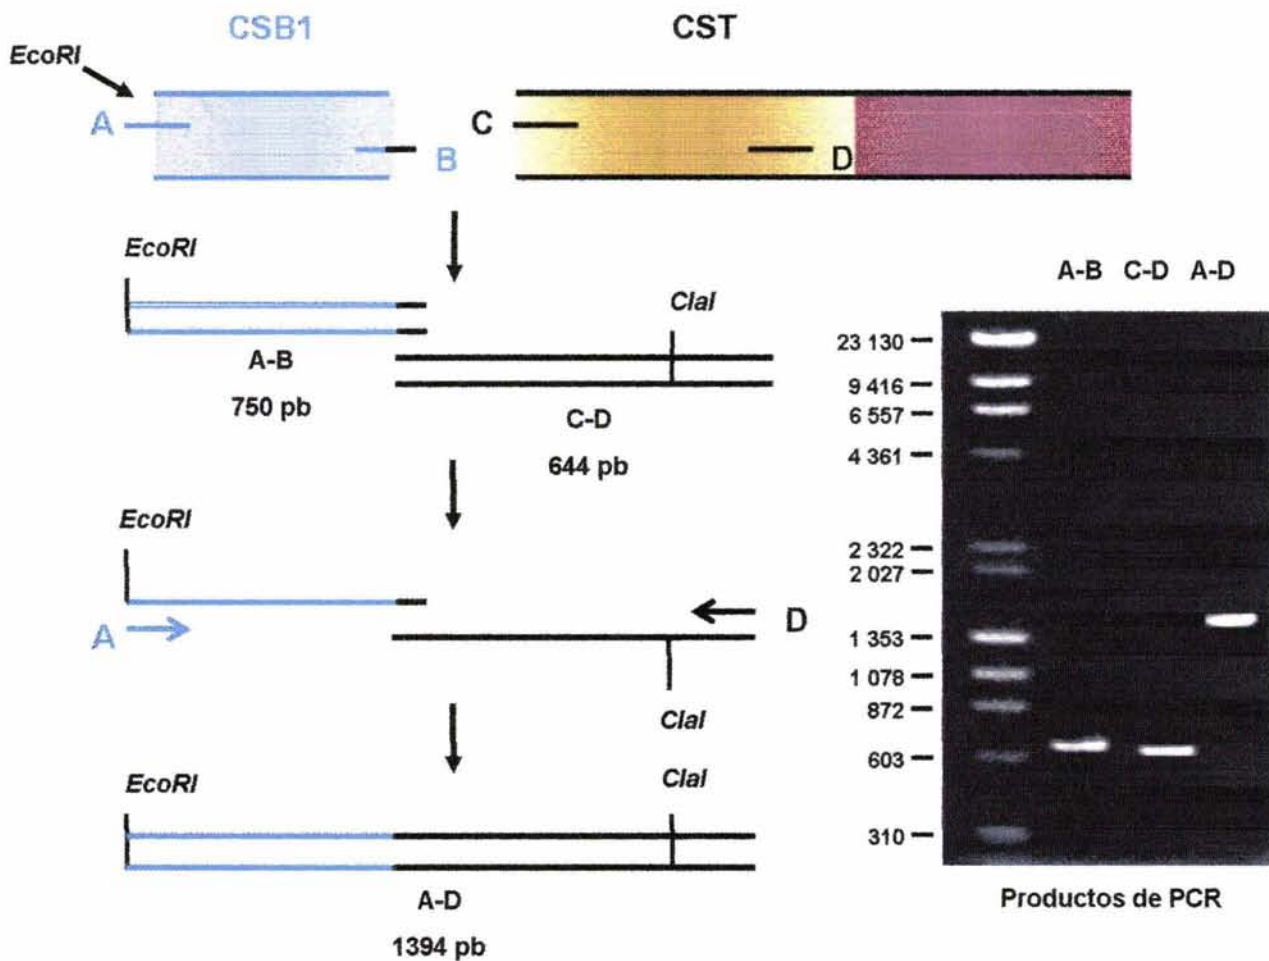 CSB1
CST
EcoRI
A
B
C
D
EcoRI
ClaI
A-B
750 pb
C-D
644 pb
EcoRI
A
D
ClaI
EcoRI
ClaI
A-D
1394 pb
A-B C-D A-D
23 130
9 416
6 557
4 361
2 322
2 027
1 353
1 078
872
603
310
Productos de PCR